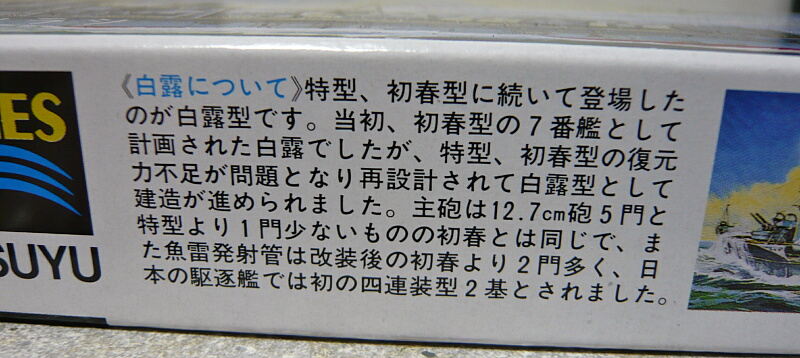 《白露について》特型、初春型に続いて登場した
のが白露型です。当初、初春型の7番艦として
計画された白露でしたが、特型、初春型の復元
力不足が問題となり再設計されて白露型として
建造が進められました。主砲は12.7cm砲5門と
特型より1門少ないものの初春とは同じで、ま
た魚雷発射管は改装後の初春より2門多く、日
本の駆逐艦では初の四連装型2基とされました。
IES
SUYU